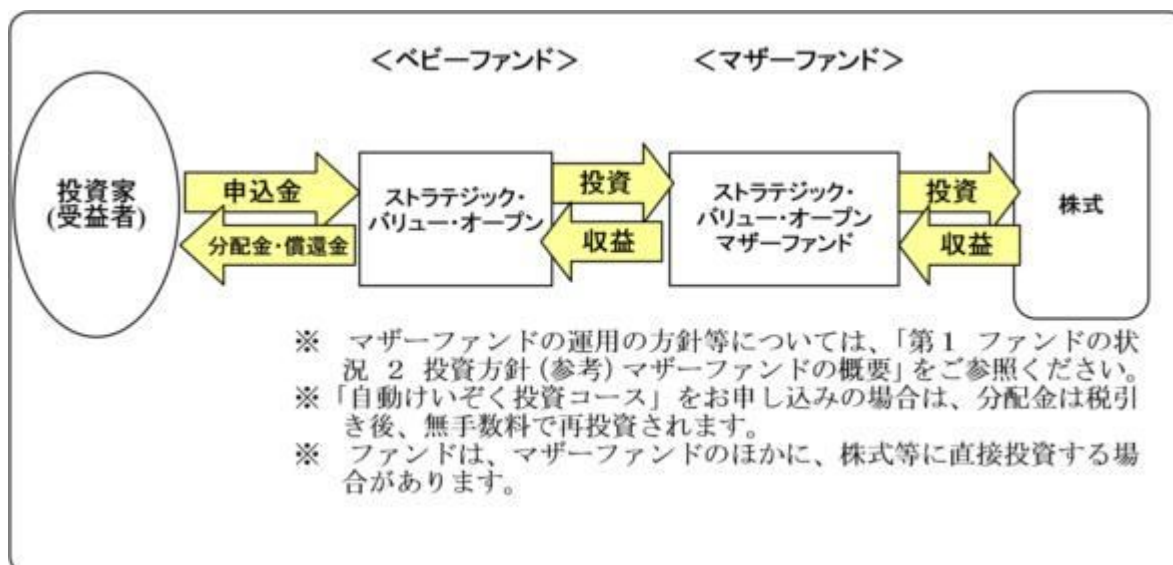 ＜ベビーファンド＞
＜マザーファンド＞
投資家
(受益者)
申込金
分配金・償還金
ストラテジック・
バリュー・オープン
投資
収益
ストラテジック・
バリュー・オープン
マザーファンド
投資
収益
株式
※　マザーファンドの運用の方針等については、「第１ ファンドの状
況 ２ 投資方針（参考）マザーファンドの概要」をご参照ください。
※「自動けいぞく投資コース」をお申し込みの場合は、分配金は税引
き後、無手数料で再投資されます。
※　ファンドは、マザーファンドのほかに、株式等に直接投資する場
合があります。